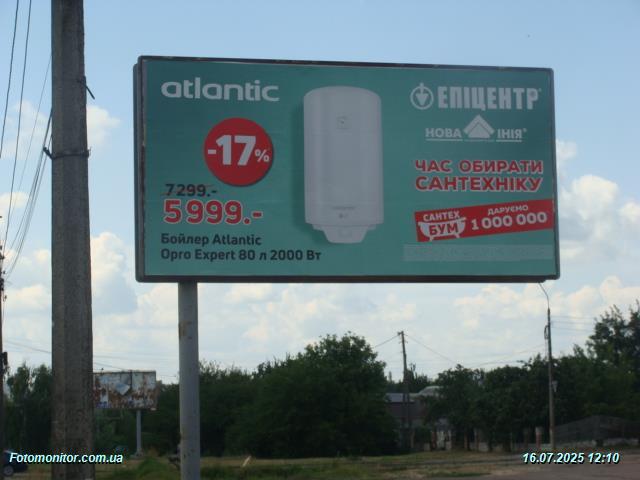 atlantic
ЕПІЦЕНТР®
НОВА ЛІНІЯ®
-17%
ЧАС ОБИРАТИ
САНТЕХНІКУ
7299.-
5999.-
САНТЕХ
БУМ
ДАРУЄМО
1 000 000
Бойлер Atlantic
Opro Expert 80 л 2000 Вт
Fotomonitor.com.ua
16.07.2025 12:10